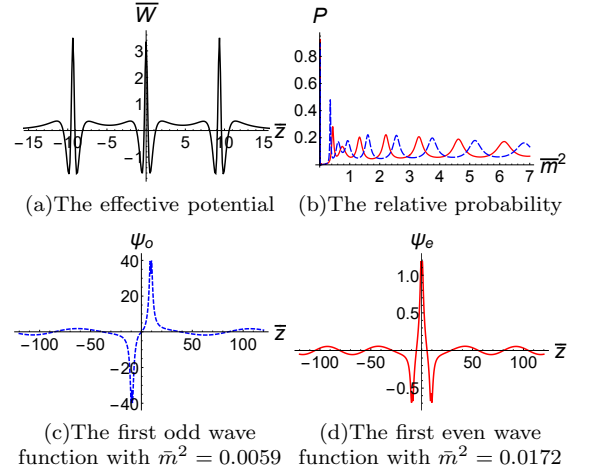 W̅
3
2
1
−15 −10 −5 0 5 10 15 z̅
−1
P
0.8
0.6
0.4
0.2
1 2 3 4 5 6 7 m̅²
(a)The effective potential
(b)The relative probability
ψₒ
40
20
−100 −50 0 50 100 z̅
−20
−40
ψₑ
1.0
0.5
−100 −50 0 50 100 z̅
−0.5
(c)The first odd wave
function with m̄² = 0.0059
(d)The first even wave
function with m̄² = 0.0172